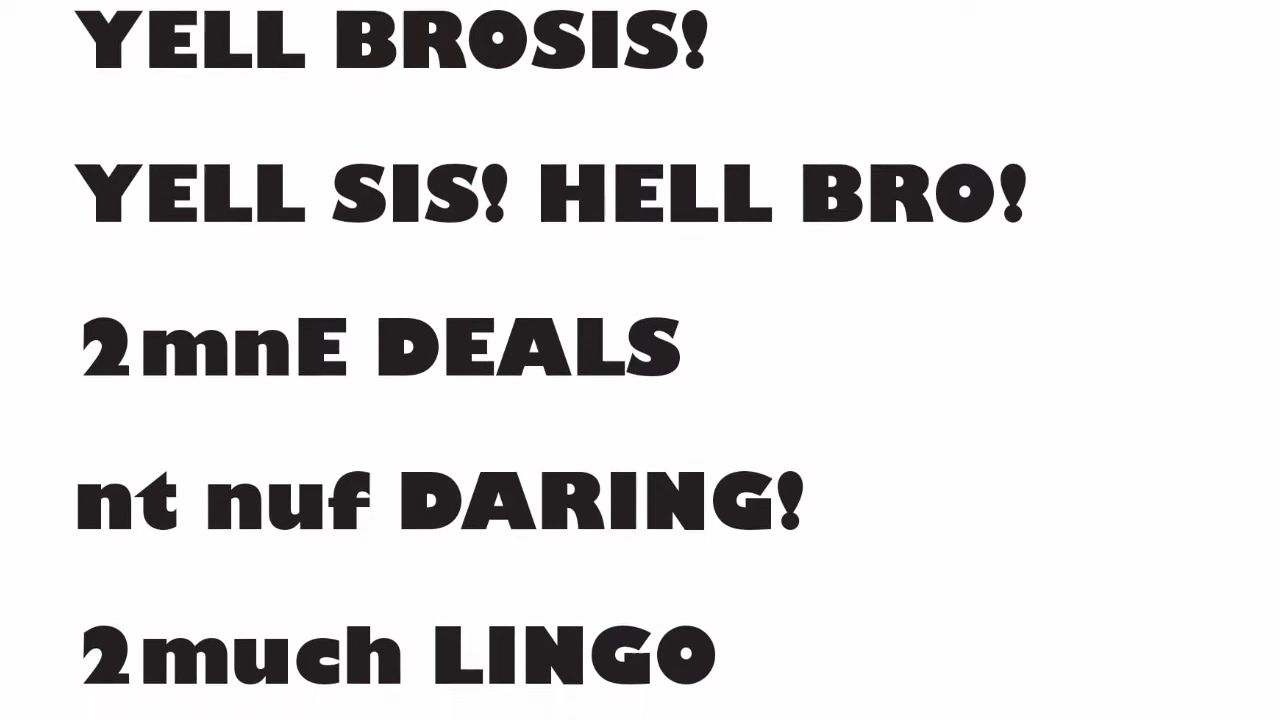 YELL BROSIS!
YELL SIS! HELL BRO!
2mnE DEALS
nt nuf DARING!
2much LINGO